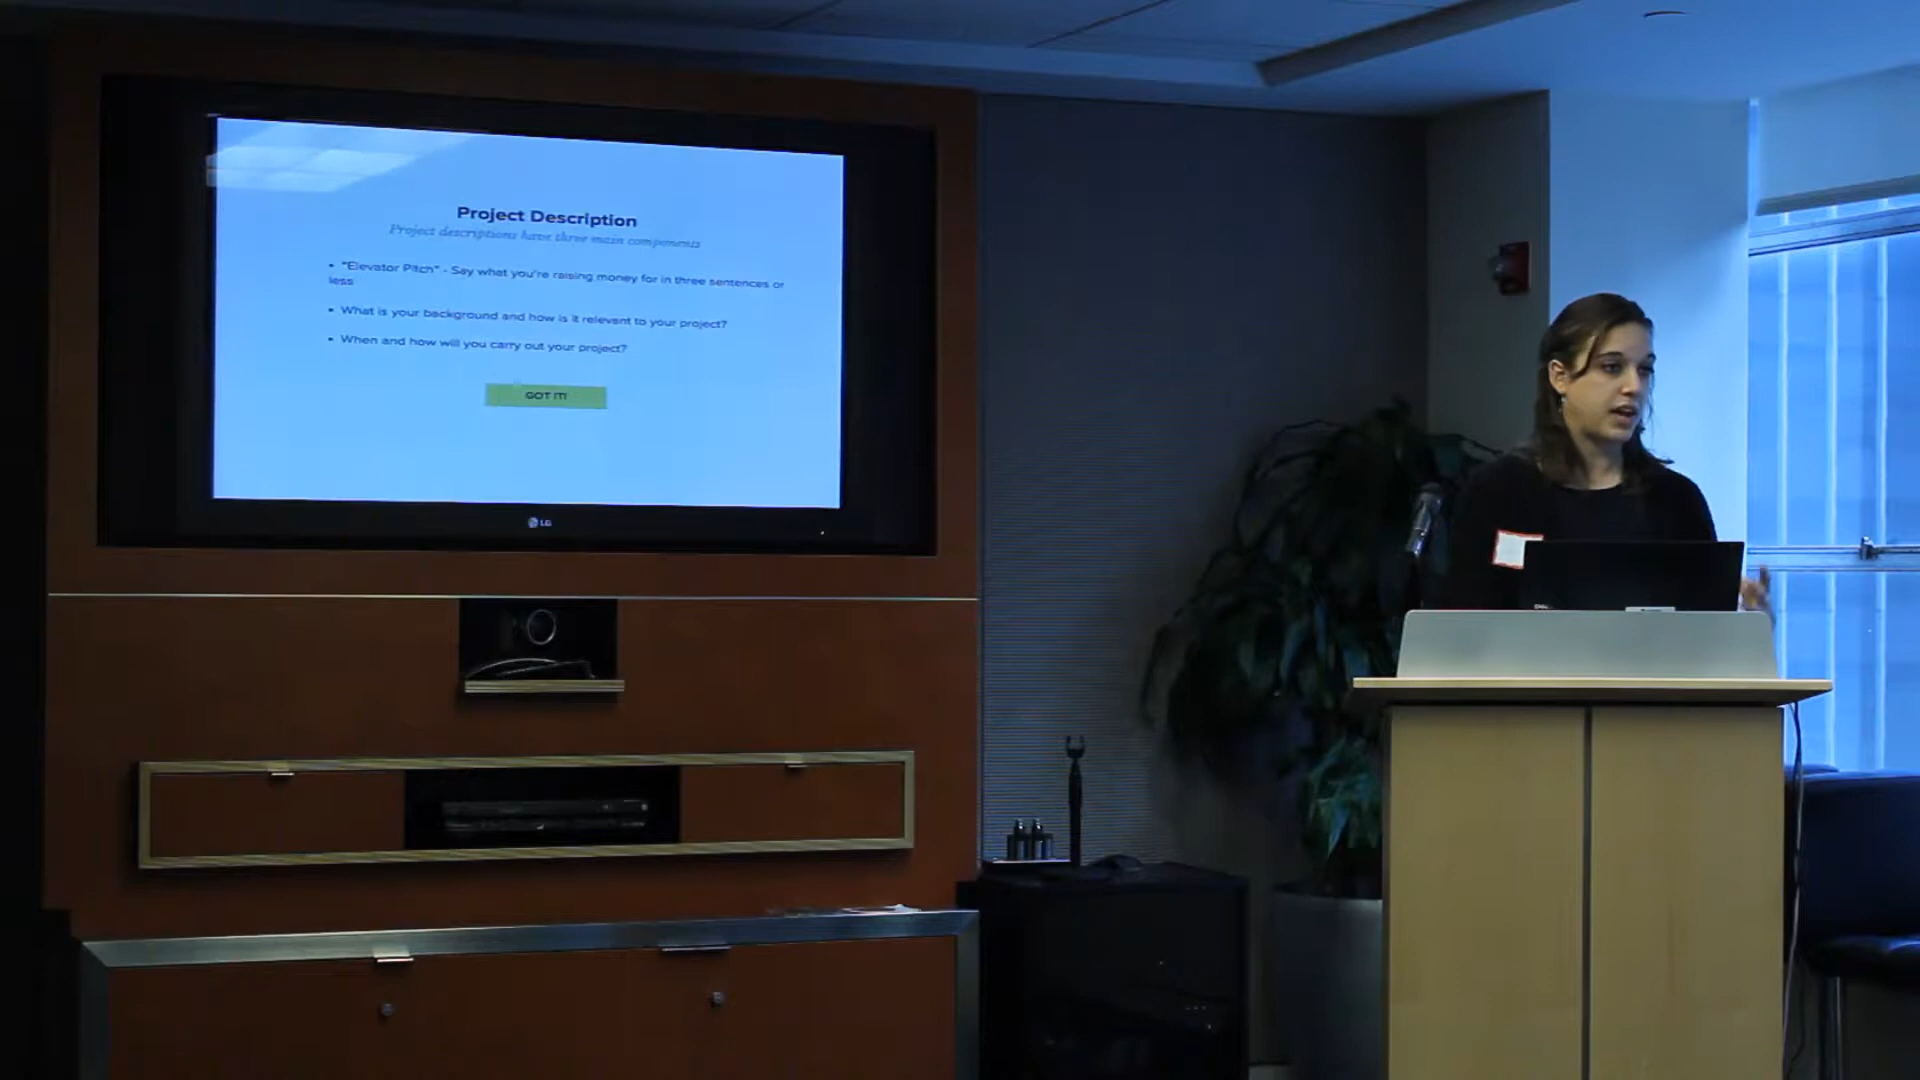 Project Description
Project descriptions have three main components
• "Elevator Pitch" - Say what you're raising money for in three sentences or
less
• What is your background and how is it relevant to your project?
• When and how will you carry out your project?
GOT IT!
LG
DELL